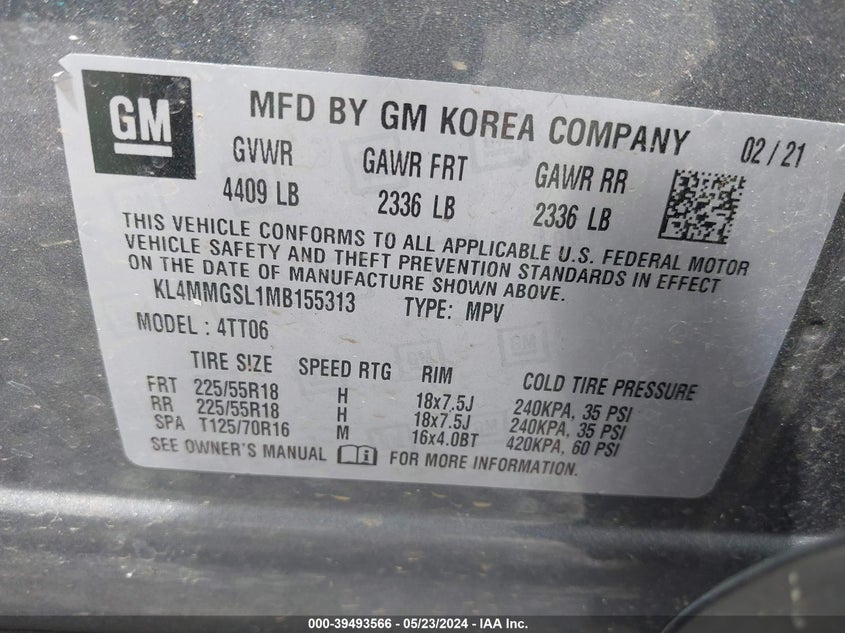 GM
MFD BY GM KOREA COMPANY 02 / 21
GVWR GAWR FRT GAWR RR
4409 LB 2336 LB 2336 LB
THIS VEHICLE CONFORMS TO ALL APPLICABLE U.S. FEDERAL MOTOR
VEHICLE SAFETY AND THEFT PREVENTION STANDARDS IN EFFECT
ON THE DATE OF MANUFACTURE SHOWN ABOVE.
KL4MMGSL1MB155313 TYPE: MPV
MODEL : 4TT06
TIRE SIZE SPEED RTG RIM COLD TIRE PRESSURE
FRT 225/55R18 H 18x7.5J 240KPA, 35 PSI
RR 225/55R18 H 18x7.5J 240KPA, 35 PSI
SPA T125/70R16 M 16x4.0BT 420KPA, 60 PSI
SEE OWNER'S MANUAL FOR MORE INFORMATION.
000-39493566 - 05/23/2024 - IAA Inc.